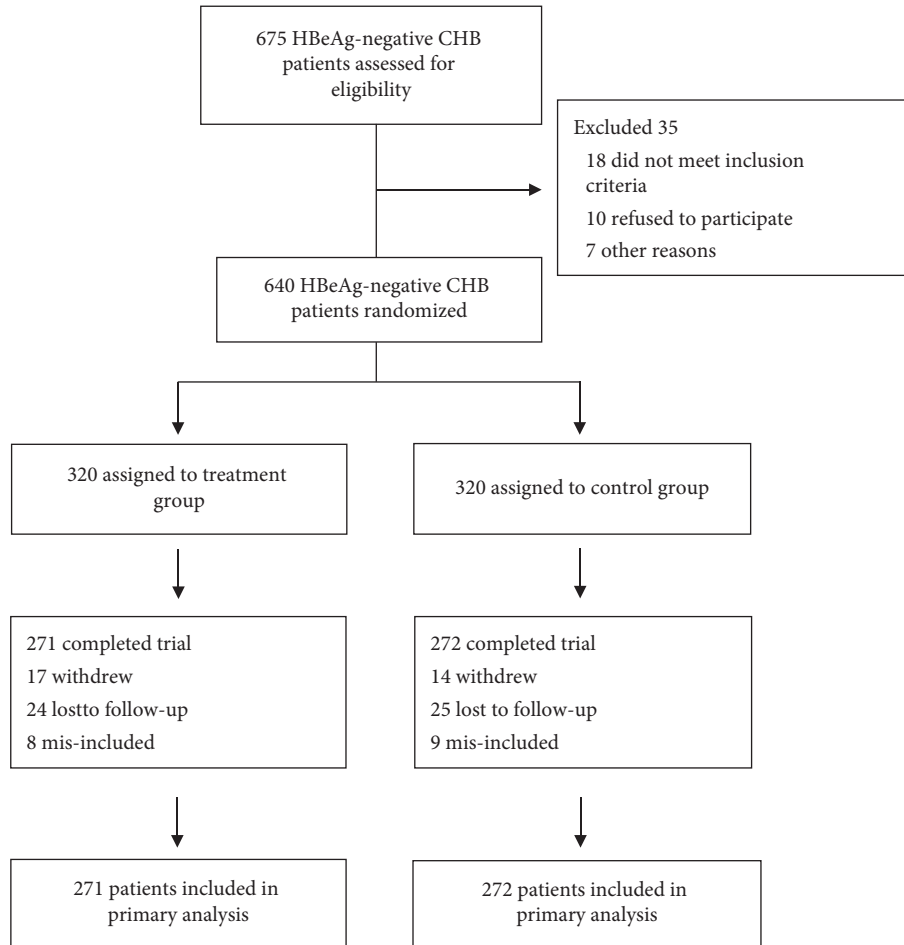 675 HBeAg-negative CHB
patients assessed for
eligibility
Excluded 35
18 did not meet inclusion
criteria
10 refused to participate
7 other reasons
640 HBeAg-negative CHB
patients randomized
320 assigned to treatment
group
320 assigned to control group
271 completed trial
17 withdrew
24 lostto follow-up
8 mis-included
272 completed trial
14 withdrew
25 lost to follow-up
9 mis-included
271 patients included in
primary analysis
272 patients included in
primary analysis